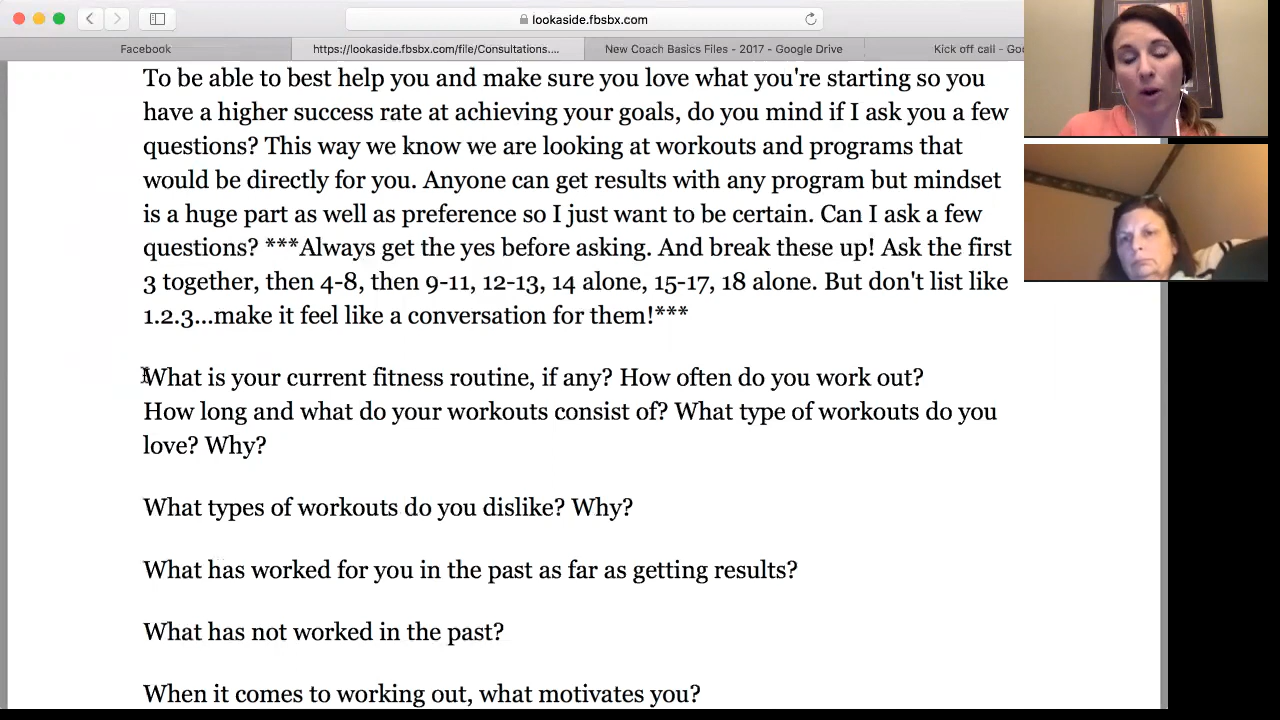 lookaside.fbsbx.com
Facebook
https://lookaside.fbsbx.com/file/Consultations....
New Coach Basics Files - 2017 - Google Drive
Kick off call - Goo
To be able to best help you and make sure you love what you're starting so you
have a higher success rate at achieving your goals, do you mind if I ask you a few
questions? This way we know we are looking at workouts and programs that
would be directly for you. Anyone can get results with any program but mindset
is a huge part as well as preference so I just want to be certain. Can I ask a few
questions? ***Always get the yes before asking. And break these up! Ask the first
3 together, then 4-8, then 9-11, 12-13, 14 alone, 15-17, 18 alone. But don't list like
1.2.3...make it feel like a conversation for them!***
What is your current fitness routine, if any? How often do you work out?
How long and what do your workouts consist of? What type of workouts do you
love? Why?
What types of workouts do you dislike? Why?
What has worked for you in the past as far as getting results?
What has not worked in the past?
When it comes to working out, what motivates you?